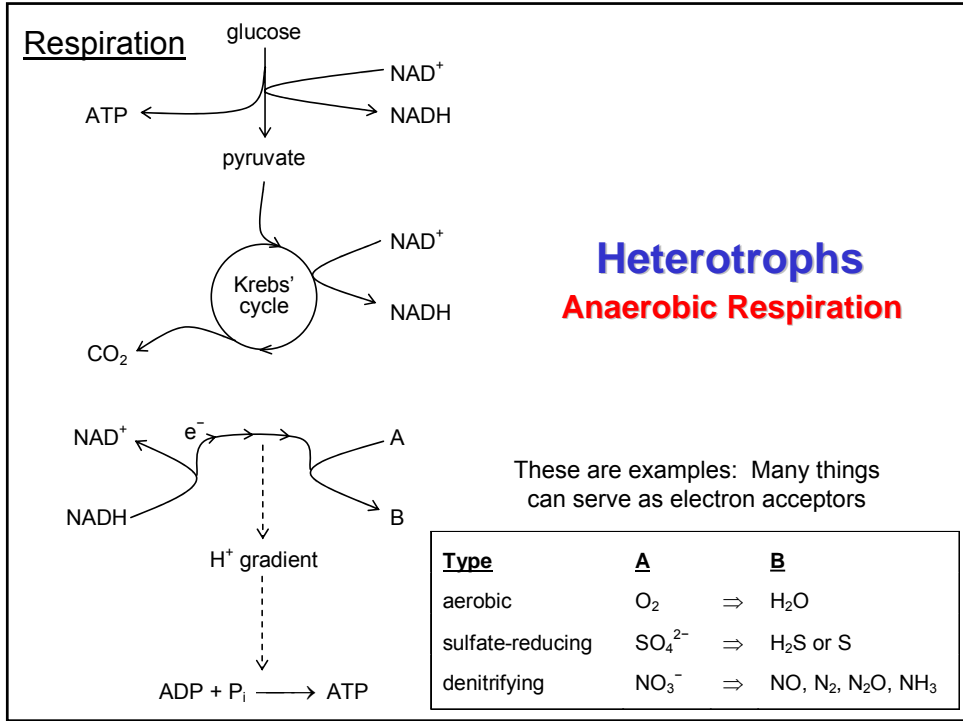 Respiration
glucose
NAD⁺
ATP
NADH
pyruvate
NAD⁺
Krebs’
cycle
NADH
CO₂
Heterotrophs
Anaerobic Respiration
NAD⁺
e⁻
A
NADH
B
H⁺ gradient
ADP + Pᵢ ATP
These are examples: Many things
can serve as electron acceptors
Type A B
aerobic O₂ ⇒ H₂O
sulfate-reducing SO₄²⁻ ⇒ H₂S or S
denitrifying NO₃⁻ ⇒ NO, N₂, N₂O, NH₃